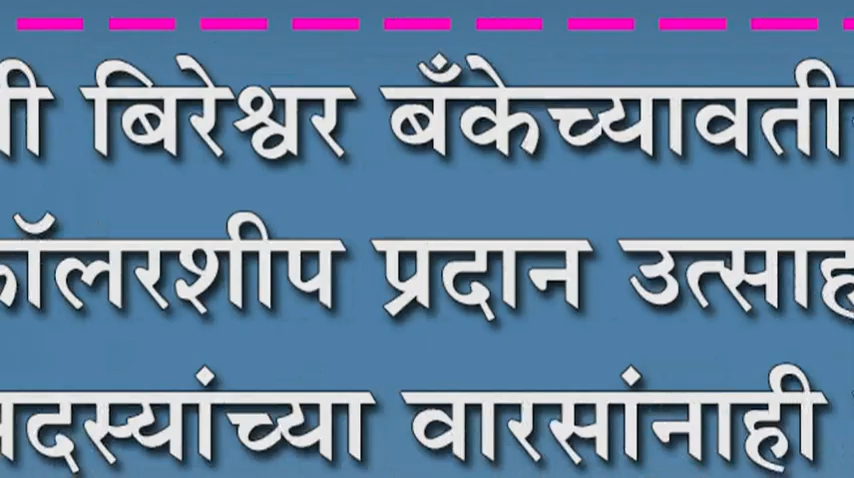 बिरेश्वर बँकेच्यावती
कॉलरशीप प्रदान उत्साह
सदस्यांच्या वारसांनाही